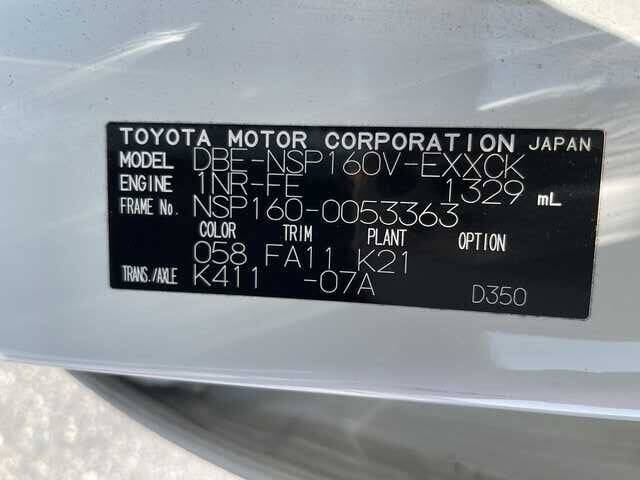 TOYOTA MOTOR CORPORATION JAPAN
MODEL DBE-NSP160V-EXXCK
ENGINE 1NR-FE 1329 mL
FRAME No. NSP160-0053363
COLOR TRIM PLANT OPTION
058 FA11 K21
TRANS./AXLE K411 -07A D350